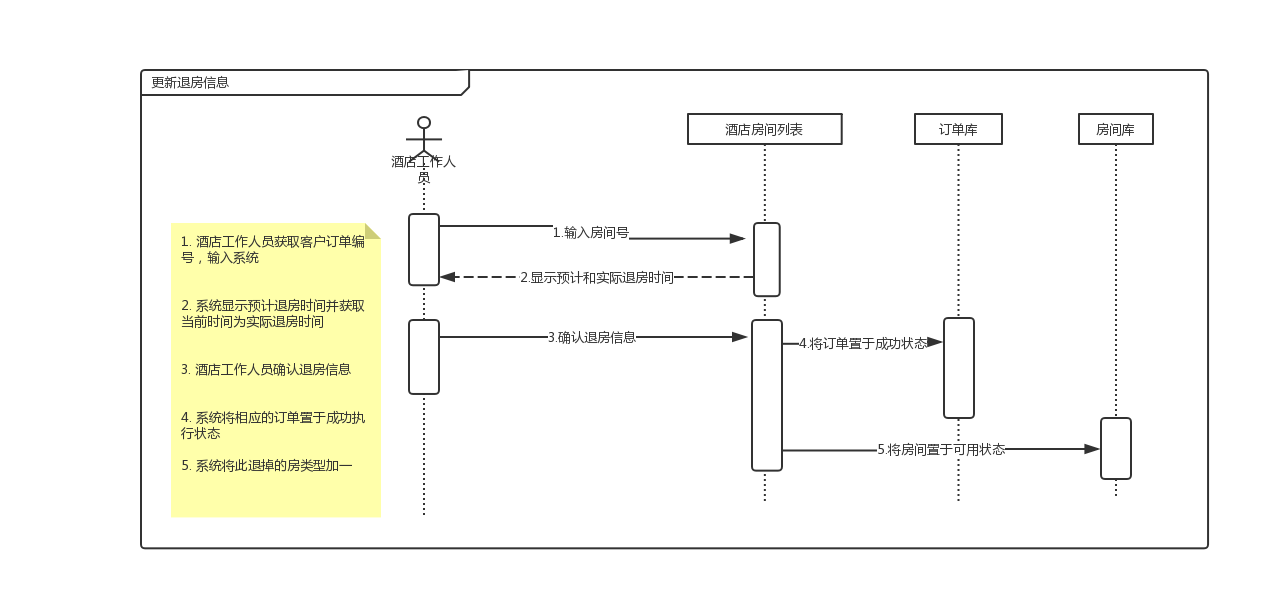 更新退房信息
酒店工作人
员
酒店房间列表
订单库
房间库
1. 酒店工作人员获取客户订单编
号，输入系统
2. 系统显示预计退房时间并获取
当前时间为实际退房时间
3. 酒店工作人员确认退房信息
4. 系统将相应的订单置于成功执
行状态
5. 系统将此退掉的房类型加一
1.输入房间号
2.显示预计和实际退房时间
3.确认退房信息
4.将订单置于成功状态
5.将房间置于可用状态